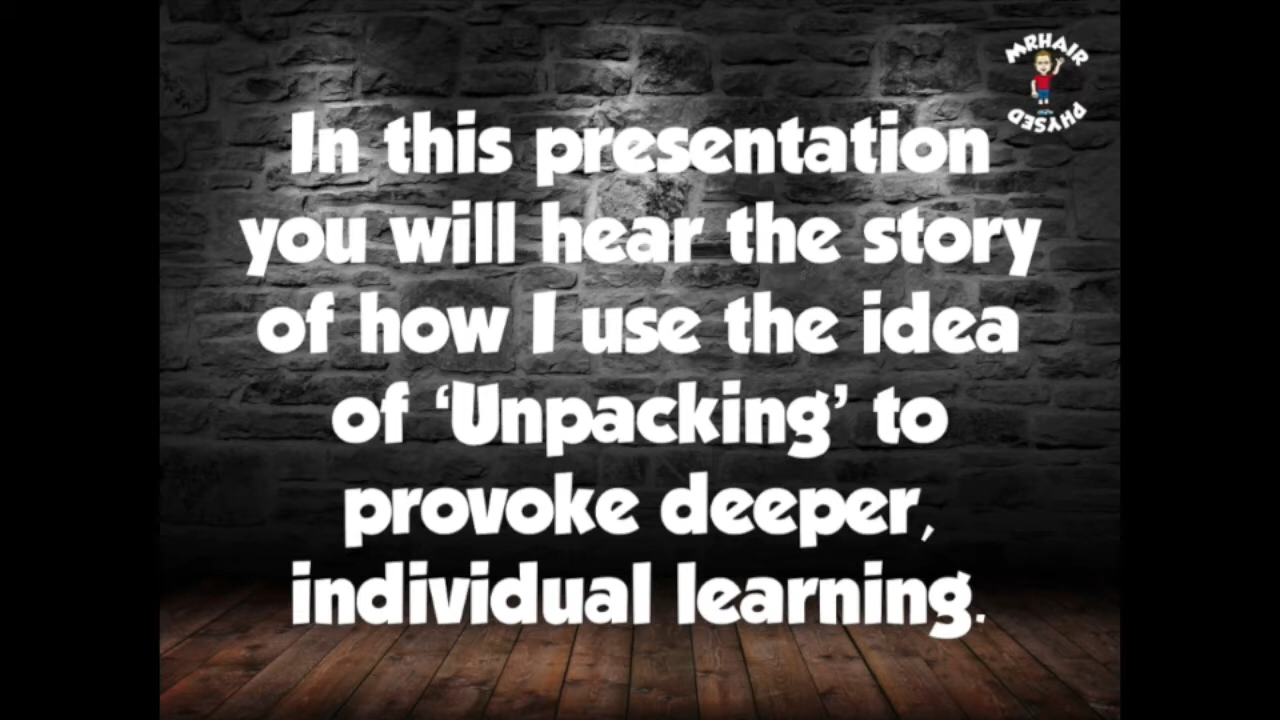 MRHAIR
PHYSED
In this presentation
you will hear the story
of how I use the idea
of ‘Unpacking’ to
provoke deeper,
individual learning.